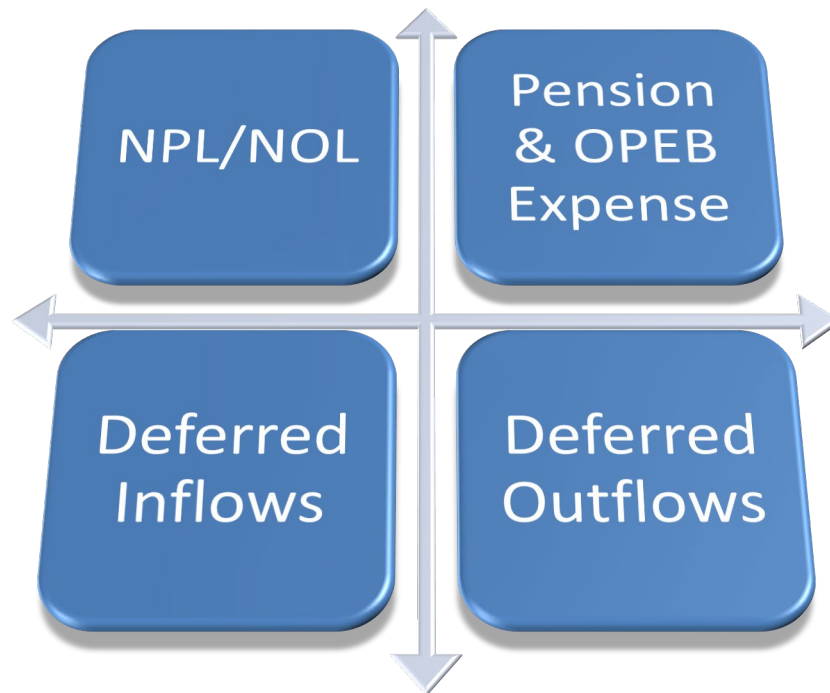 NPL/NOL
Pension
& OPEB
Expense
Deferred
Inflows
Deferred
Outflows